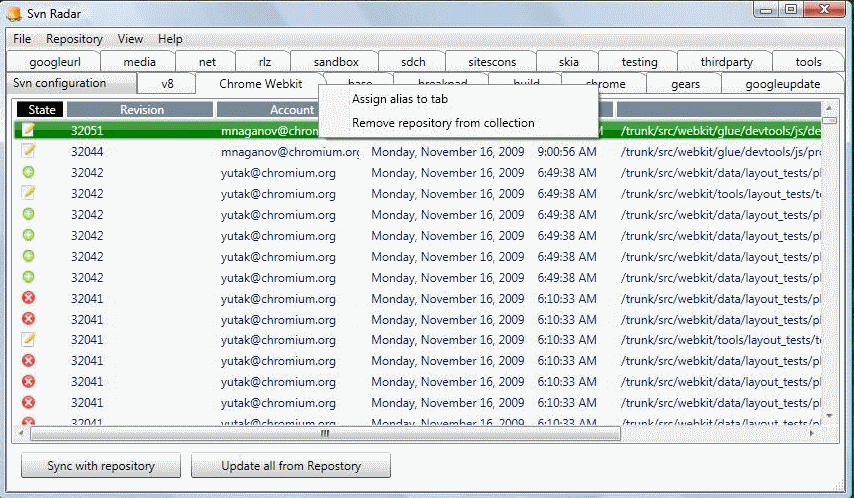 Svn Radar
File Repository View Help
googleurl media net rlz sandbox sdch sitescons skia testing thirdparty tools
Svn configuration v8 Chrome Webkit base breakpad build chrome gears googleupdate
Assign alias to tab
Remove repository from collection
State Revision Account
32051 mnaganov@chrom M /trunk/src/webkit/glue/devtools/js/de
32044 mnaganov@chromium.org Monday, November 16, 2009 9:00:56 AM /trunk/src/webkit/glue/devtools/js/pro
32042 yutak@chromium.org Monday, November 16, 2009 6:49:38 AM /trunk/src/webkit/data/layout_tests/pl
32042 yutak@chromium.org Monday, November 16, 2009 6:49:38 AM /trunk/src/webkit/tools/layout_tests/t
32042 yutak@chromium.org Monday, November 16, 2009 6:49:38 AM /trunk/src/webkit/data/layout_tests/pl
32042 yutak@chromium.org Monday, November 16, 2009 6:49:38 AM /trunk/src/webkit/data/layout_tests/pl
32042 yutak@chromium.org Monday, November 16, 2009 6:49:38 AM /trunk/src/webkit/data/layout_tests/pl
32042 yutak@chromium.org Monday, November 16, 2009 6:49:38 AM /trunk/src/webkit/data/layout_tests/pl
32041 yutak@chromium.org Monday, November 16, 2009 6:10:33 AM /trunk/src/webkit/data/layout_tests/pl
32041 yutak@chromium.org Monday, November 16, 2009 6:10:33 AM /trunk/src/webkit/data/layout_tests/pl
32041 yutak@chromium.org Monday, November 16, 2009 6:10:33 AM /trunk/src/webkit/tools/layout_tests/t
32041 yutak@chromium.org Monday, November 16, 2009 6:10:33 AM /trunk/src/webkit/data/layout_tests/pl
32041 yutak@chromium.org Monday, November 16, 2009 6:10:33 AM /trunk/src/webkit/data/layout_tests/pl
32041 yutak@chromium.org Monday, November 16, 2009 6:10:33 AM /trunk/src/webkit/data/layout_tests/pl
32041 yutak@chromium.org Monday, November 16, 2009 6:10:33 AM /trunk/src/webkit/data/layout_tests/pl
Sync with repository Update all from Repostory